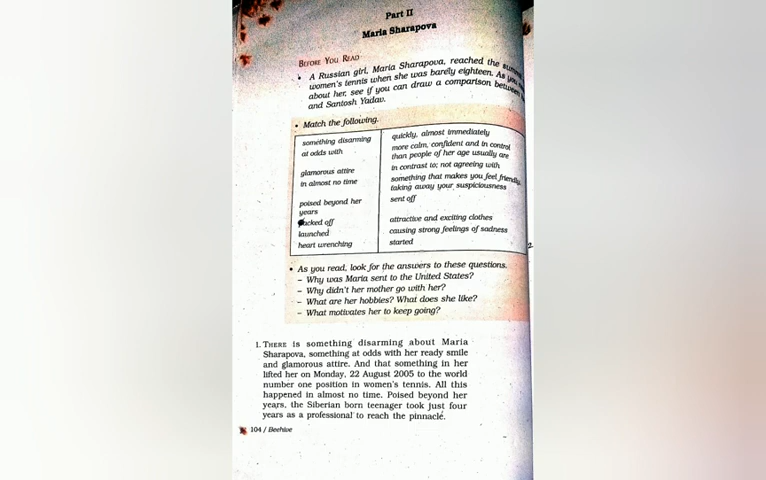 Part II
Maria Sharapova
BEFORE YOU READ
• A Russian girl, Maria Sharapova, reached the
women's tennis when she was barely eighteen. As you
about her, see if you can draw a comparison between
and Santosh Yadav.
• Match the following.
something disarming
at odds with
glamorous attire
in almost no time
poised beyond her
years
packed off
launched
heart wrenching
quickly, almost immediately
more calm, confident and in control
than people of her age usually are
in contrast to; not agreeing with
something that makes you feel friendly,
taking away your suspiciousness
sent off
attractive and exciting clothes
causing strong feelings of sadness
started
• As you read, look for the answers to these questions.
– Why was Maria sent to the United States?
– Why didn't her mother go with her?
– What are her hobbies? What does she like?
– What motivates her to keep going?
1. THERE is something disarming about Maria
Sharapova, something at odds with her ready smile
and glamorous attire. And that something in her
lifted her on Monday, 22 August 2005 to the world
number one position in women's tennis. All this
happened in almost no time. Poised beyond her
years, the Siberian born teenager took just four
years as a professional to reach the pinnacle.
104 / Beehive
2